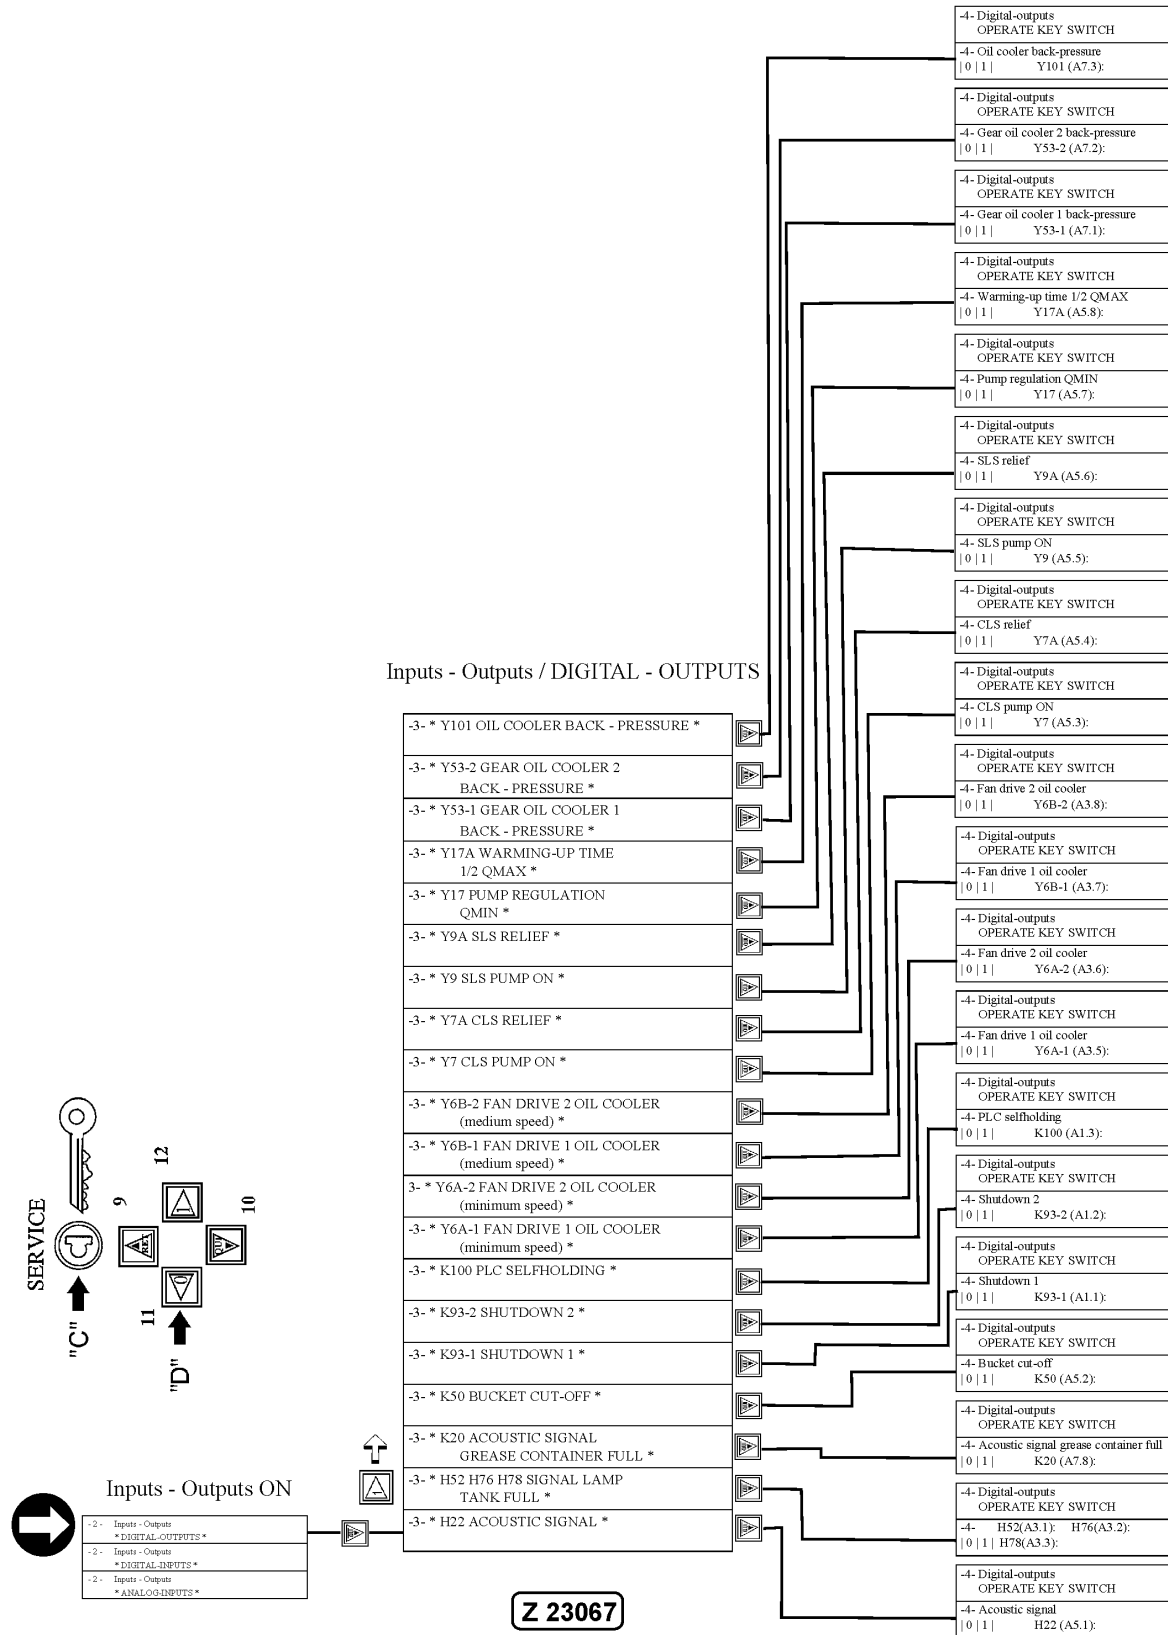 -4- Digital-outputs
OPERATE KEY SWITCH
-4- Oil cooler back-pressure
| 0 | 1 | Y101 (A7.3):
-4- Digital-outputs
OPERATE KEY SWITCH
-4- Gear oil cooler 2 back-pressure
| 0 | 1 | Y53-2 (A7.2):
-4- Digital-outputs
OPERATE KEY SWITCH
-4- Gear oil cooler 1 back-pressure
| 0 | 1 | Y53-1 (A7.1):
-4- Digital-outputs
OPERATE KEY SWITCH
-4- Warming-up time 1/2 QMAX
| 0 | 1 | Y17A (A5.8):
-4- Digital-outputs
OPERATE KEY SWITCH
-4- Pump regulation QMIN
| 0 | 1 | Y17 (A5.7):
-4- Digital-outputs
OPERATE KEY SWITCH
-4- SLS relief
| 0 | 1 | Y9A (A5.6):
-4- Digital-outputs
OPERATE KEY SWITCH
-4- SLS pump ON
| 0 | 1 | Y9 (A5.5):
-4- Digital-outputs
OPERATE KEY SWITCH
-4- CLS relief
| 0 | 1 | Y7A (A5.4):
-4- Digital-outputs
OPERATE KEY SWITCH
-4- CLS pump ON
| 0 | 1 | Y7 (A5.3):
-4- Digital-outputs
OPERATE KEY SWITCH
-4- Fan drive 2 oil cooler
| 0 | 1 | Y6B-2 (A3.8):
-4- Digital-outputs
OPERATE KEY SWITCH
-4- Fan drive 1 oil cooler
| 0 | 1 | Y6B-1 (A3.7):
-4- Digital-outputs
OPERATE KEY SWITCH
-4- Fan drive 2 oil cooler
| 0 | 1 | Y6A-2 (A3.6):
-4- Digital-outputs
OPERATE KEY SWITCH
-4- Fan drive 1 oil cooler
| 0 | 1 | Y6A-1 (A3.5):
-4- Digital-outputs
OPERATE KEY SWITCH
-4- PLC selfholding
| 0 | 1 | K100 (A1.3):
-4- Digital-outputs
OPERATE KEY SWITCH
-4- Shutdown 2
| 0 | 1 | K93-2 (A1.2):
-4- Digital-outputs
OPERATE KEY SWITCH
-4- Shutdown 1
| 0 | 1 | K93-1 (A1.1):
-4- Digital-outputs
OPERATE KEY SWITCH
-4- Bucket cut-off
| 0 | 1 | K50 (A5.2):
-4- Digital-outputs
OPERATE KEY SWITCH
-4- Acoustic signal grease container full
| 0 | 1 | K20 (A7.8):
-4- Digital-outputs
OPERATE KEY SWITCH
-4- H52(A3.1): H76(A3.2):
| 0 | 1 | H78(A3.3):
-4- Digital-outputs
OPERATE KEY SWITCH
-4- Acoustic signal
| 0 | 1 | H22 (A5.1):
Inputs - Outputs / DIGITAL - OUTPUTS
-3- * Y101 OIL COOLER BACK - PRESSURE *
-3- * Y53-2 GEAR OIL COOLER 2
BACK - PRESSURE *
-3- * Y53-1 GEAR OIL COOLER 1
BACK - PRESSURE *
-3- * Y17A WARMING-UP TIME
1/2 QMAX *
-3- * Y17 PUMP REGULATION
QMIN *
-3- * Y9A SLS RELIEF *
-3- * Y9 SLS PUMP ON *
-3- * Y7A CLS RELIEF *
-3- * Y7 CLS PUMP ON *
-3- * Y6B-2 FAN DRIVE 2 OIL COOLER
(medium speed) *
-3- * Y6B-1 FAN DRIVE 1 OIL COOLER
(medium speed) *
3- * Y6A-2 FAN DRIVE 2 OIL COOLER
(minimum speed) *
-3- * Y6A-1 FAN DRIVE 1 OIL COOLER
(minimum speed) *
-3- * K100 PLC SELFHOLDING *
-3- * K93-2 SHUTDOWN 2 *
-3- * K93-1 SHUTDOWN 1 *
-3- * K50 BUCKET CUT-OFF *
-3- * K20 ACOUSTIC SIGNAL
GREASE CONTAINER FULL *
-3- * H52 H76 H78 SIGNAL LAMP
TANK FULL *
-3- * H22 ACOUSTIC SIGNAL *
SERVICE
"C"
"D"
9
10
11
12
RET
QUIT
0
1
1
Inputs - Outputs ON
- 2 - Inputs - Outputs
* DIGITAL-OUTPUTS *
- 2 - Inputs - Outputs
* DIGITAL-INPUTS *
- 2 - Inputs - Outputs
* ANALOG-INPUTS *
Z 23067